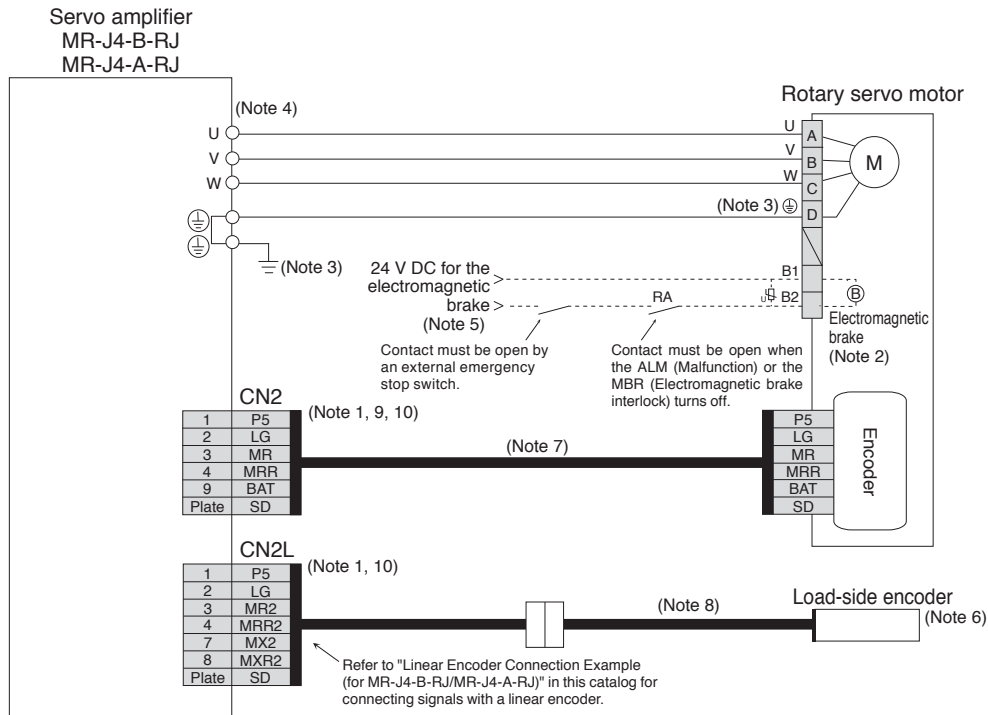 Servo amplifier
MR-J4-B-RJ
MR-J4-A-RJ
Rotary servo motor
(Note 4)
U
U
A
V
V
B
M
W
W
C
(Note 3)
D
(Note 3)
24 V DC for the
electromagnetic
brake
(Note 5)
B1
RA
U
B2
B
Electromagnetic
brake
(Note 2)
Contact must be open by
an external emergency
stop switch.
Contact must be open when
the ALM (Malfunction) or the
MBR (Electromagnetic brake
interlock) turns off.
CN2
(Note 1, 9, 10)
1 P5
2 LG
3 MR
4 MRR
9 BAT
Plate SD
(Note 7)
P5
LG
MR
MRR
BAT
SD
Encoder
CN2L
(Note 1, 10)
1 P5
2 LG
3 MR2
4 MRR2
7 MX2
8 MXR2
Plate SD
(Note 8)
Load-side encoder
(Note 6)
Refer to "Linear Encoder Connection Example
(for MR-J4-B-RJ/MR-J4-A-RJ)" in this catalog for
connecting signals with a linear encoder.